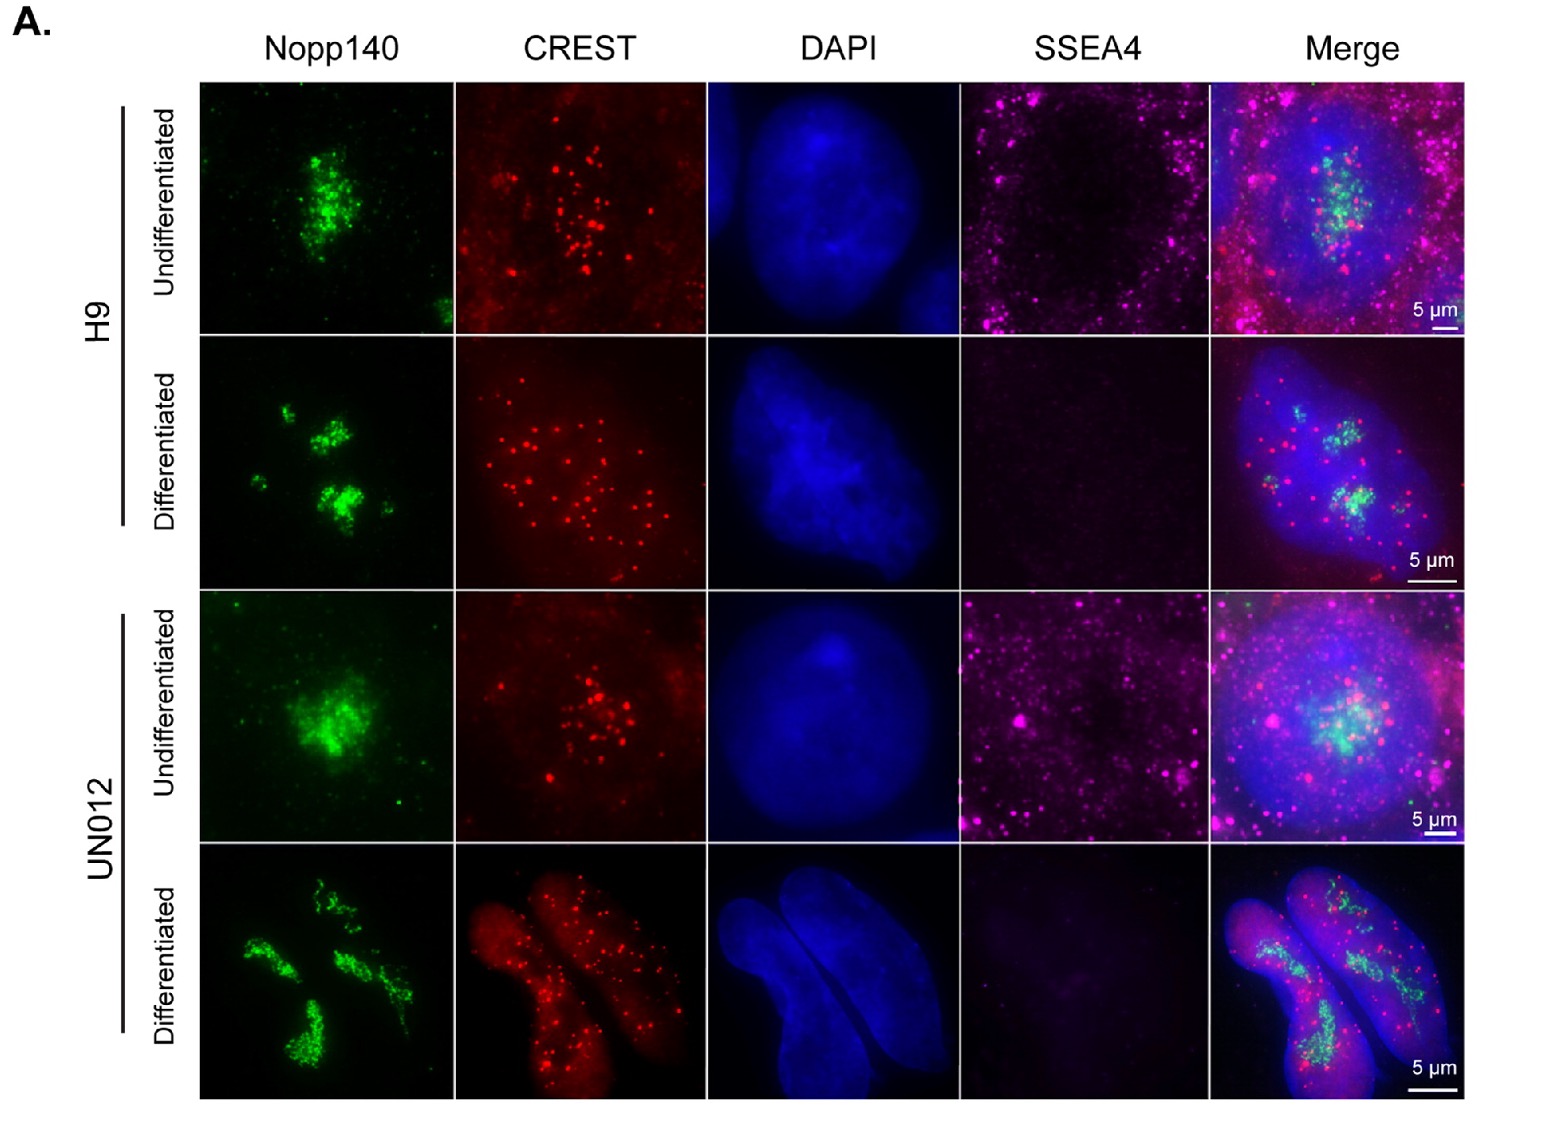 A.
Nopp140 CREST DAPI SSEA4 Merge
H9
Undifferentiated
5 µm
Differentiated
5 µm
UN012
Undifferentiated
5 µm
Differentiated
5 µm